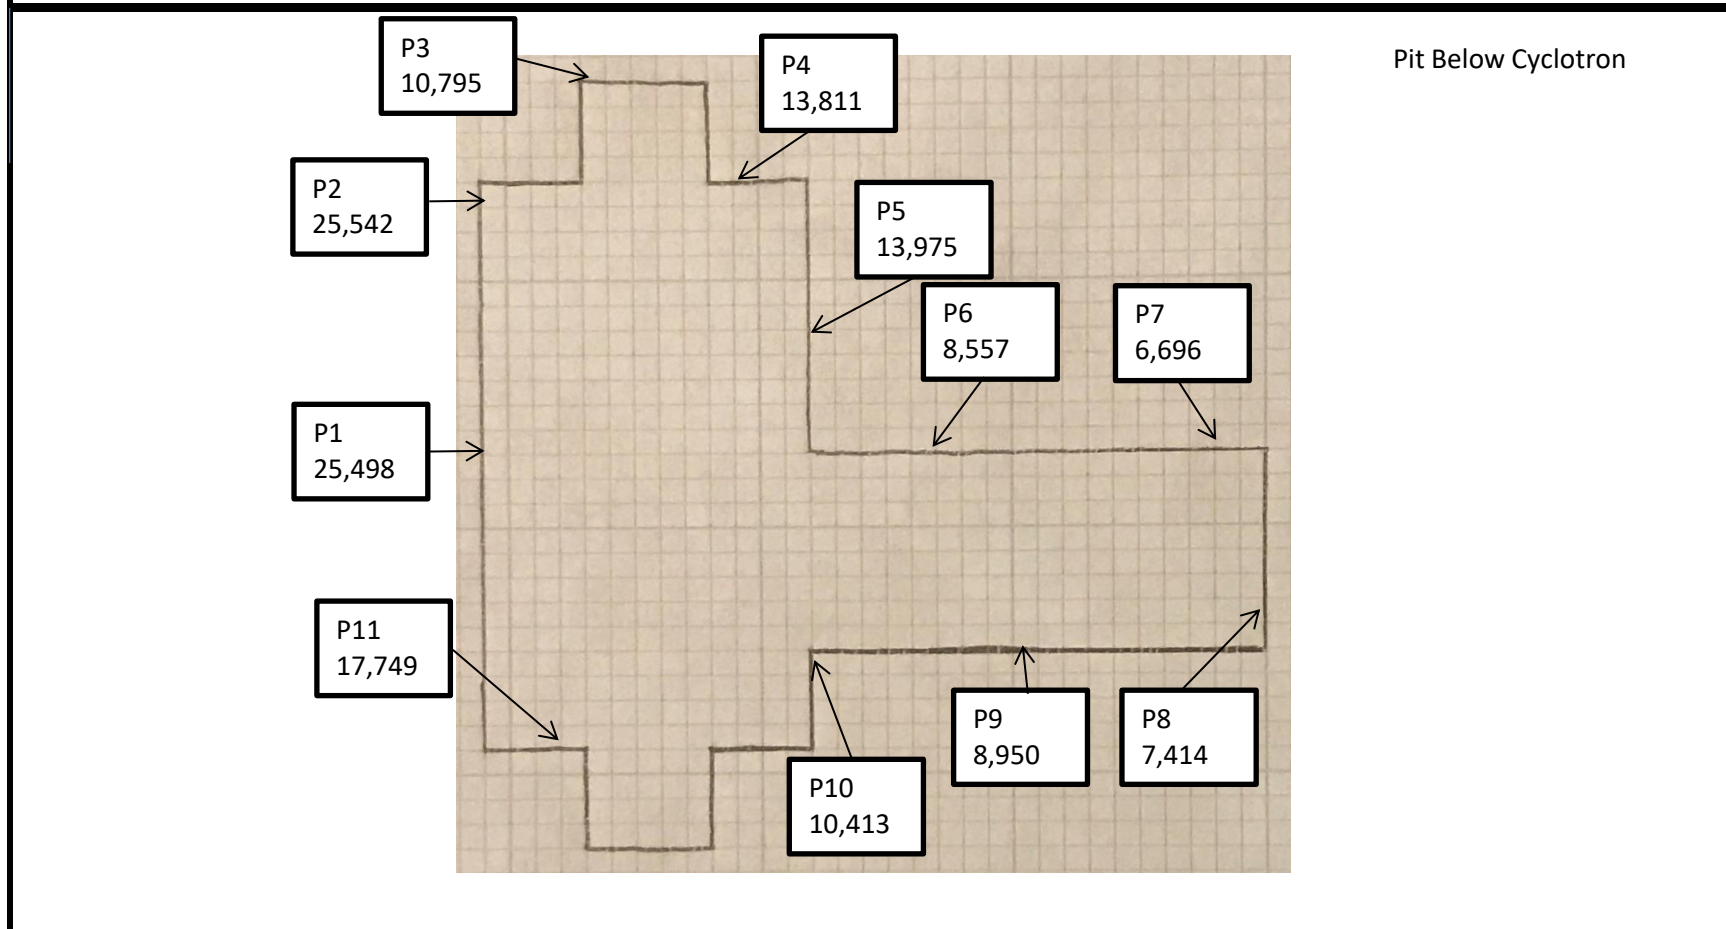 Pit Below Cyclotron
P3
10,795
P4
13,811
P2
25,542
P5
13,975
P6
8,557
P7
6,696
P1
25,498
P11
17,749
P10
10,413
P9
8,950
P8
7,414